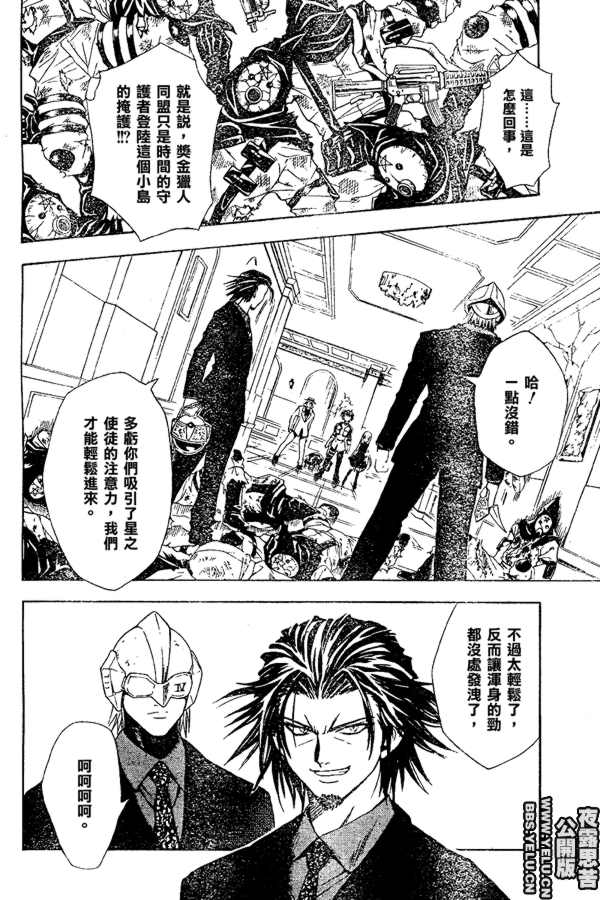 這……這是
怎麼回事，
就是說，獎金獵人
同盟只是時間的守
護者登陸這個小島
的掩護!!?
哈！
一點沒錯。
多虧你們吸引了星之
使徒的注意力，我們
才能輕鬆進來。
不過太輕鬆了，
反而讓渾身的勁
都沒處發洩了，
IV
呵呵呵呵。
夜露思苦
公開版
WWW.YELU.CN
BBS.YELU.CN